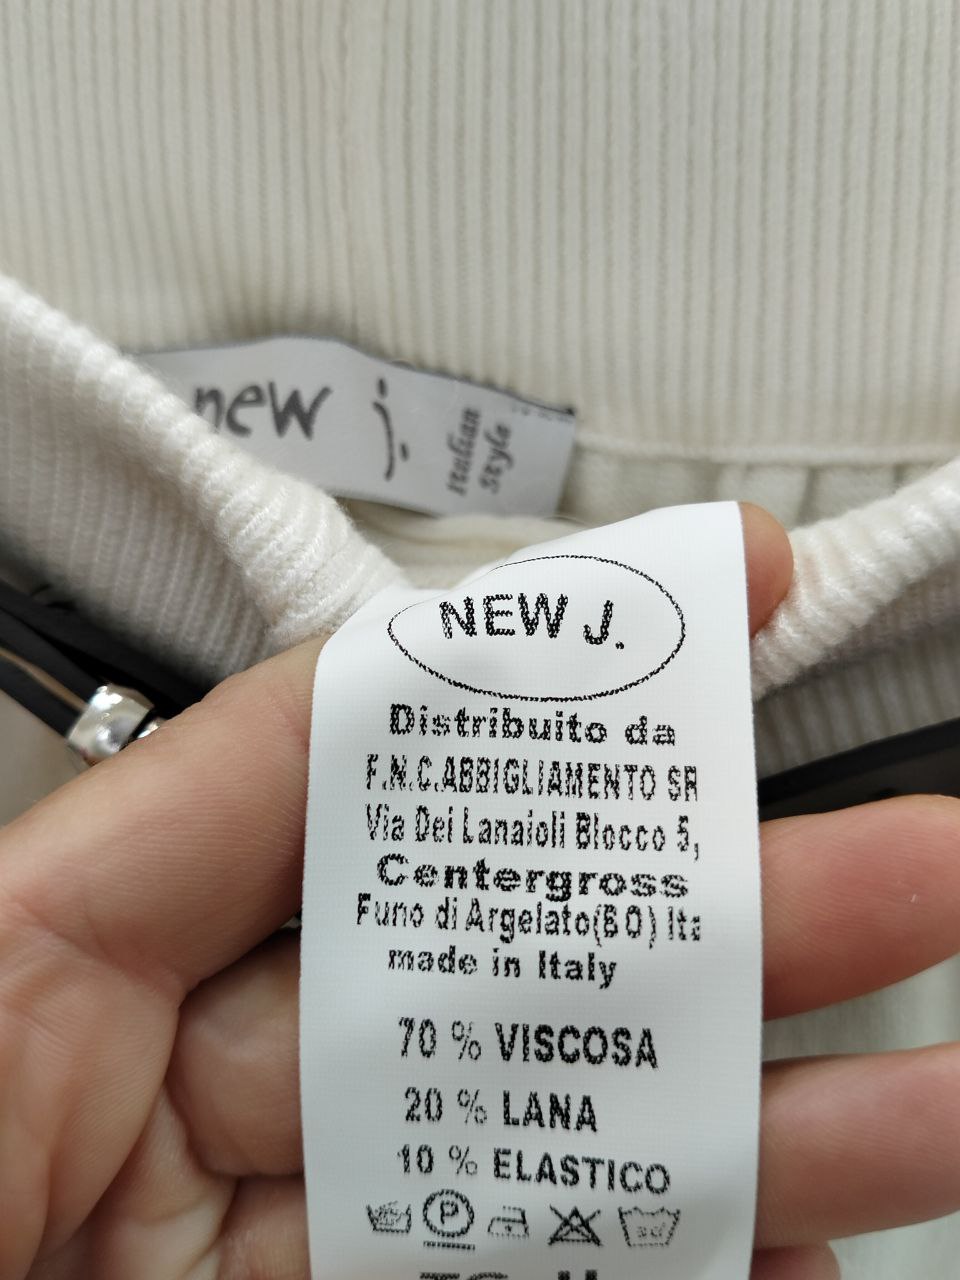 new j
Italian
Style
NEW J.
Distribuito da
F.N.C.ABBIGLIAMENTO SR
Via Dei Lanaioli Blocco 5,
Centergross
Funo di Argelato(BO) Ita
made in Italy
70 % VISCOSA
20 % LANA
10 % ELASTICO
P